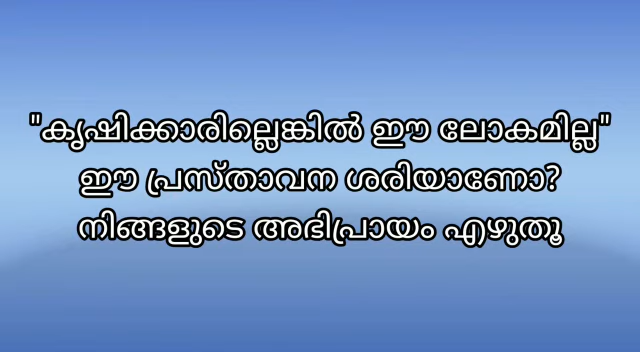 "കൃഷിക്കാരില്ലെങ്കിൽ ഈ ലോകമില്ല"
ഈ പ്രസ്താവന ശരിയാണോ?
നിങ്ങളുടെ അഭിപ്രായം എഴുതൂ